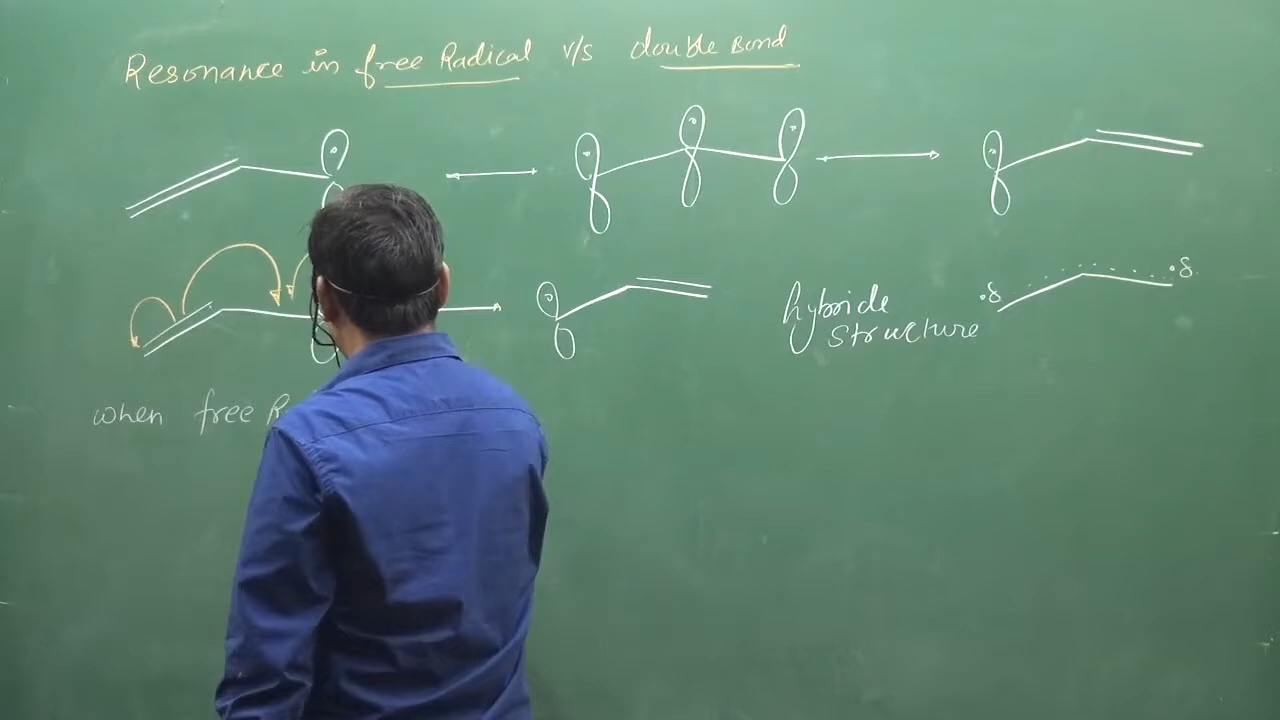 Resonance in free Radical v/s double Bond
hybride
structure
.δ
.δ
when free R